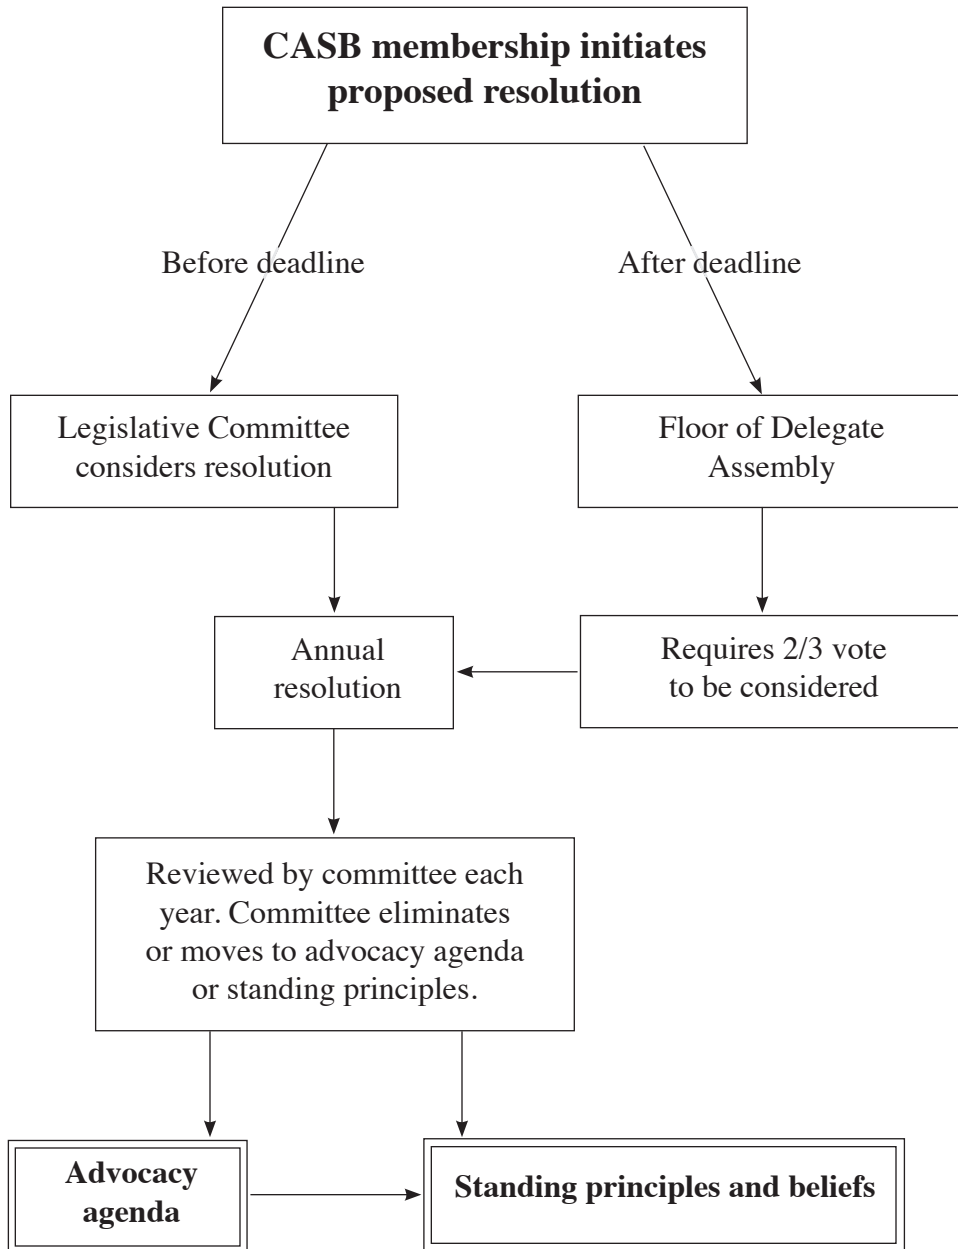 CASB membership initiates
proposed resolution
Before deadline
After deadline
Legislative Committee
considers resolution
Floor of Delegate
Assembly
Annual
resolution
Requires 2/3 vote
to be considered
Reviewed by committee each
year. Committee eliminates
or moves to advocacy agenda
or standing principles.
Advocacy
agenda
Standing principles and beliefs